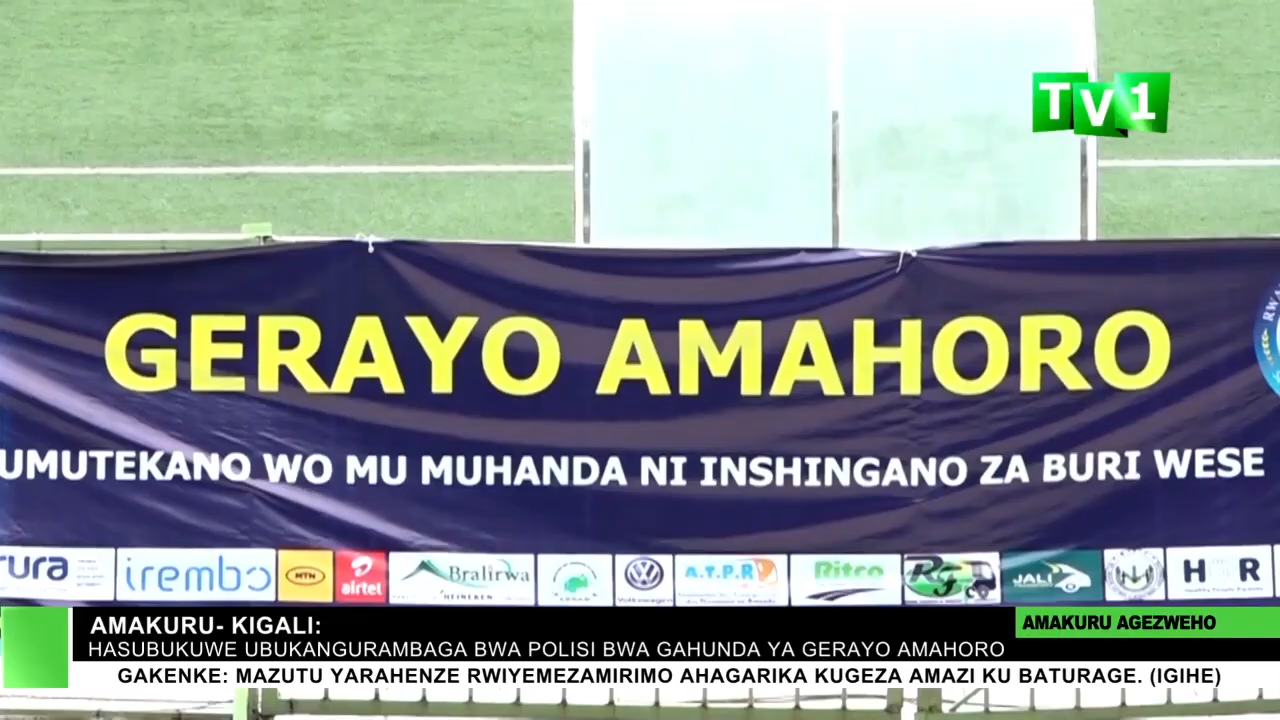 TV1
GERAYO AMAHORO
UMUTEKANO WO MU MUHANDA NI INSHINGANO ZA BURI WESE
irembo MTN airtel Bralirwa HEINEKEN Volkswagen A.T.P.R Ritco JALI
AMAKURU- KIGALI:
AMAKURU AGEZWEHO
HASUBUKUWE UBUKANGURAMBAGA BWA POLISI BWA GAHUNDA YA GERAYO AMAHORO
GAKENKE: MAZUTU YARAHENZE RWIYEMEZAMIRIMO AHAGARIKA KUGEZA AMAZI KU BATURAGE. (IGIHE)